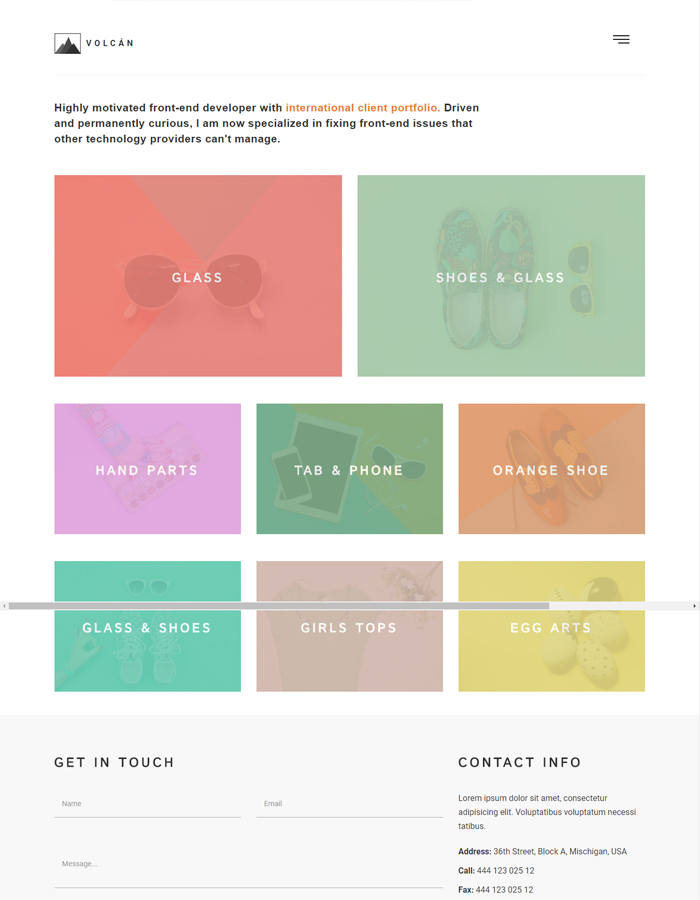 VOLCÁN
Highly motivated front-end developer with international client portfolio. Driven
and permanently curious, I am now specialized in fixing front-end issues that
other technology providers can't manage.
GLASS
SHOES & GLASS
HAND PARTS
TAB & PHONE
ORANGE SHOE
GLASS & SHOES
GIRLS TOPS
EGG ARTS
GET IN TOUCH
Name
Email
Message...
CONTACT INFO
Lorem ipsum dolor sit amet, consectetur
adipisicing elit. Voluptatibus voluptatum necessi
tatibus.
Address: 36th Street, Block A, Mischigan, USA
Call: 444 123 025 12
Fax: 444 123 025 12